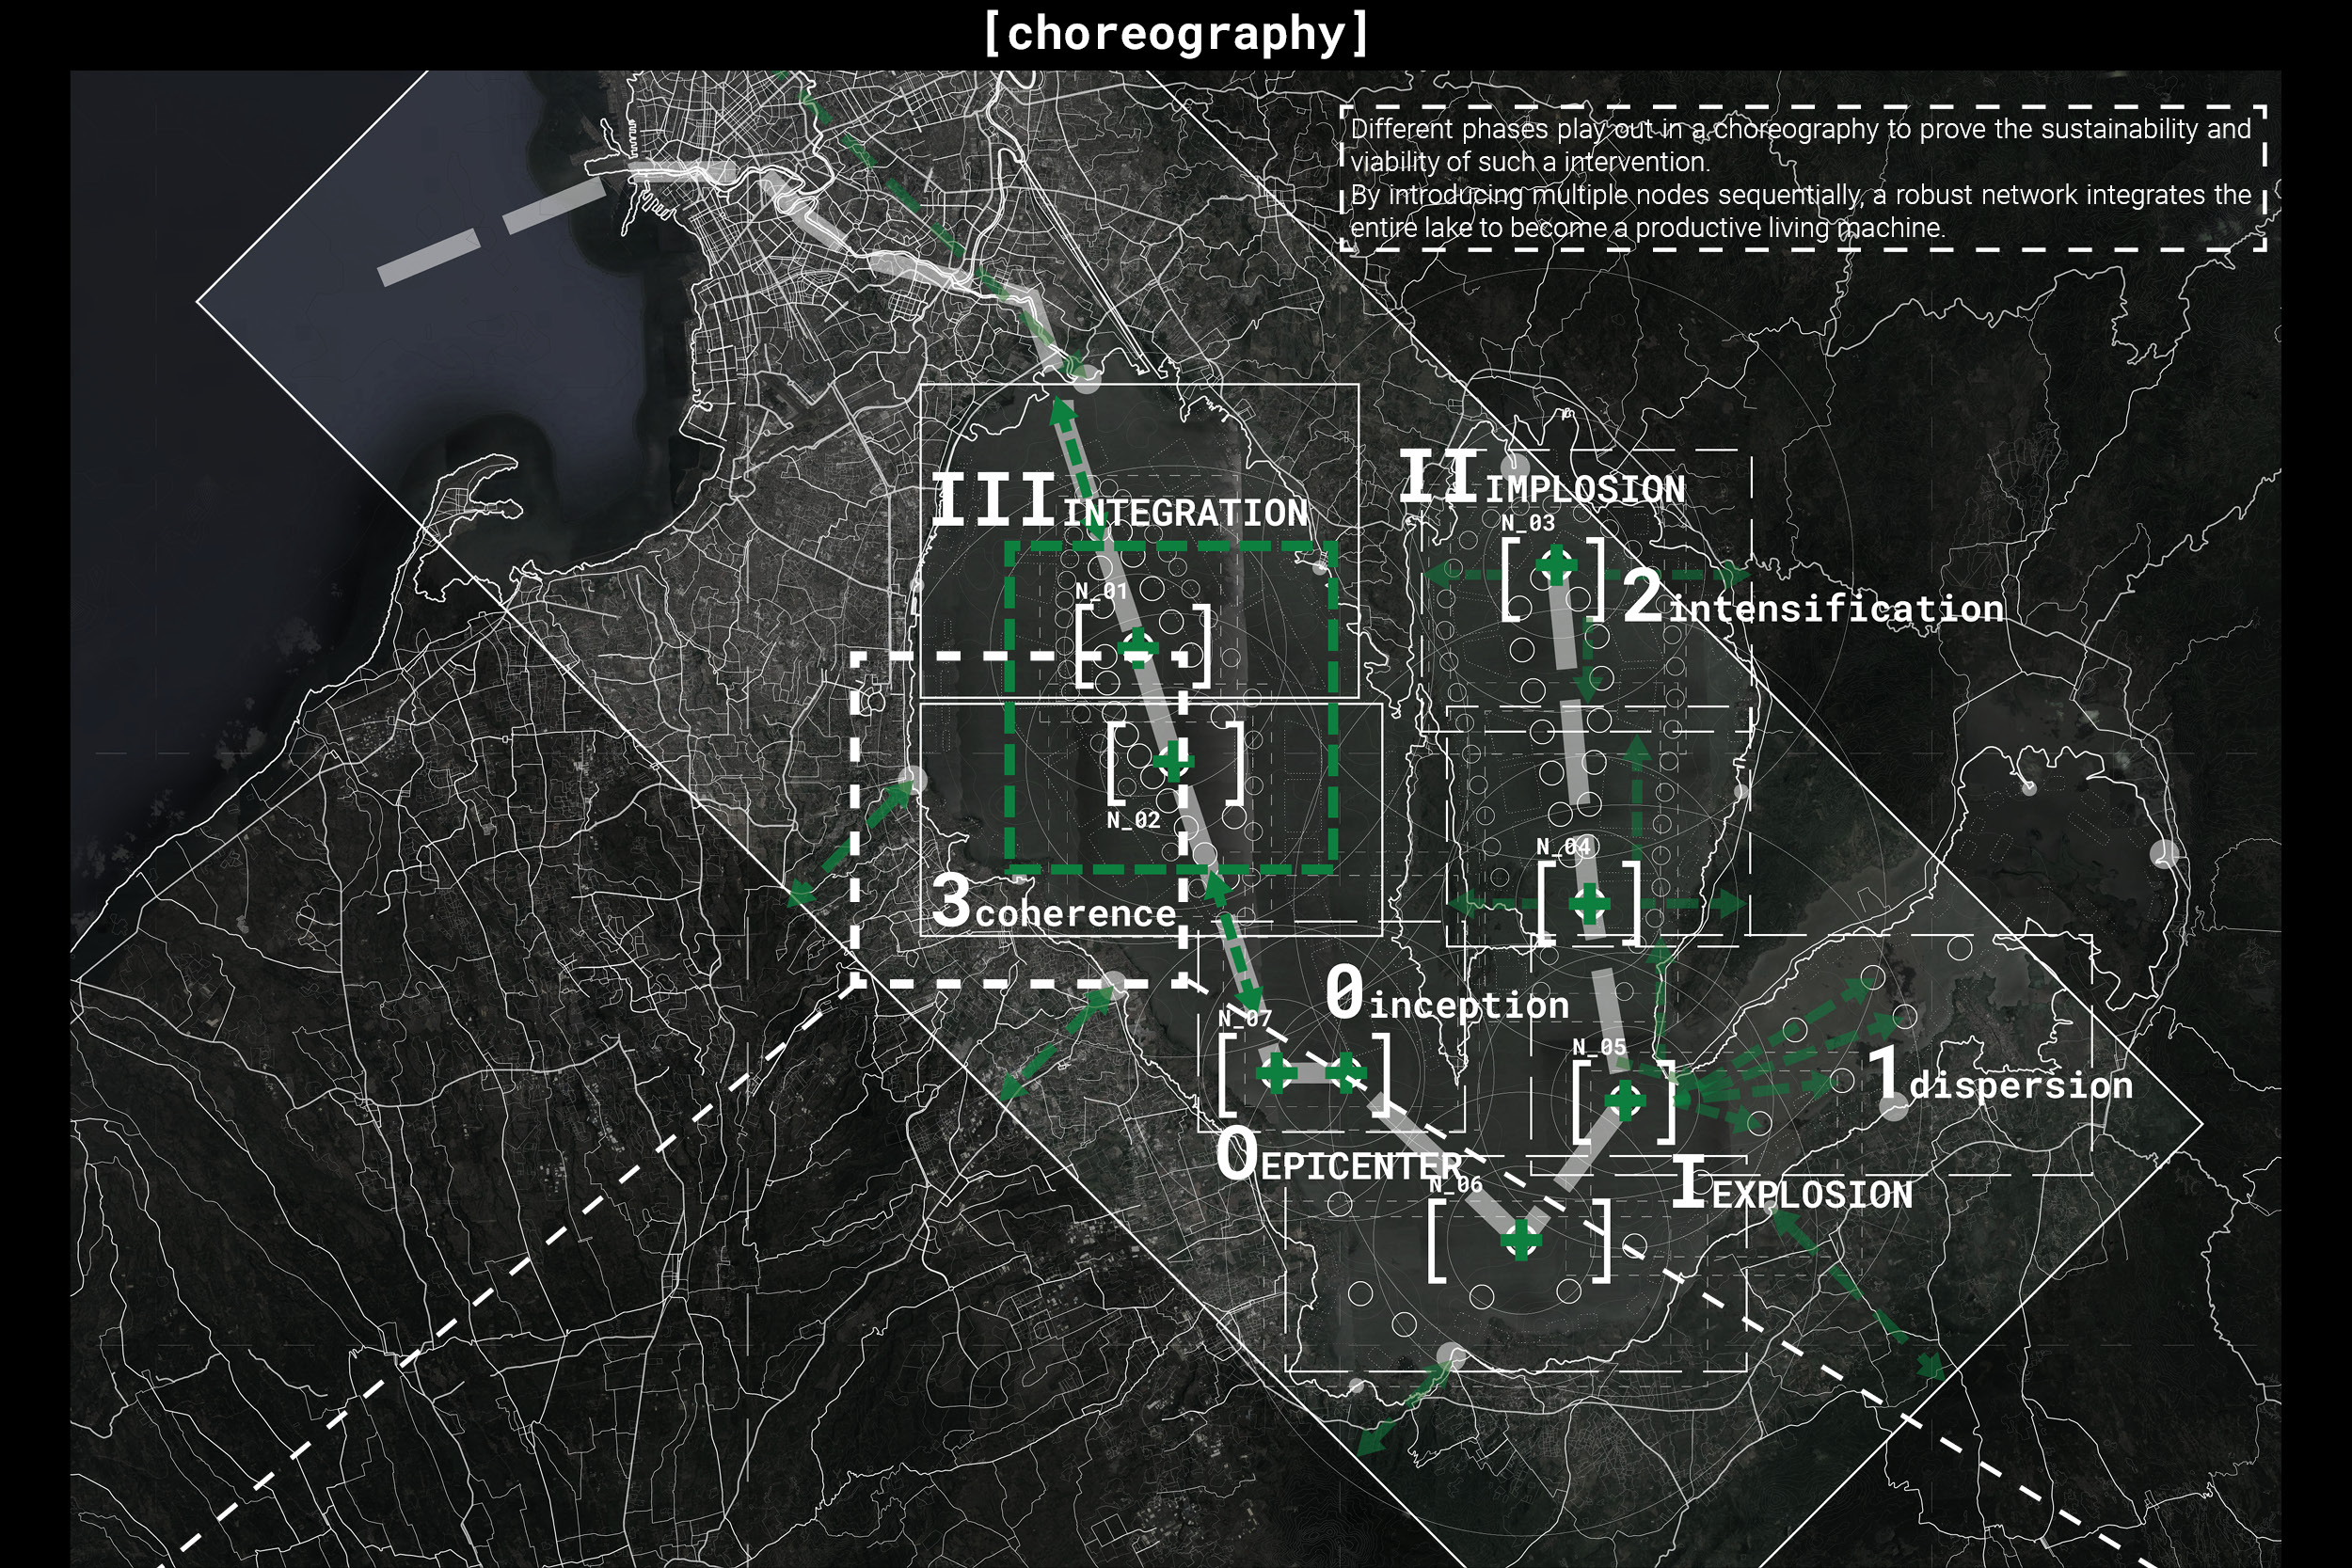 [choreography]
Different phases play out in a choreography to prove the sustainability and
viability of such a intervention.
By introducing multiple nodes sequentially, a robust network integrates the
entire lake to become a productive living machine.
III INTEGRATION
II IMPLOSION
N_03
2 intensification
N_01
N_02
N_04
3 coherence
0 inception
N_07
N_05
1 dispersion
O EPICENTER
N_06
I EXPLOSION